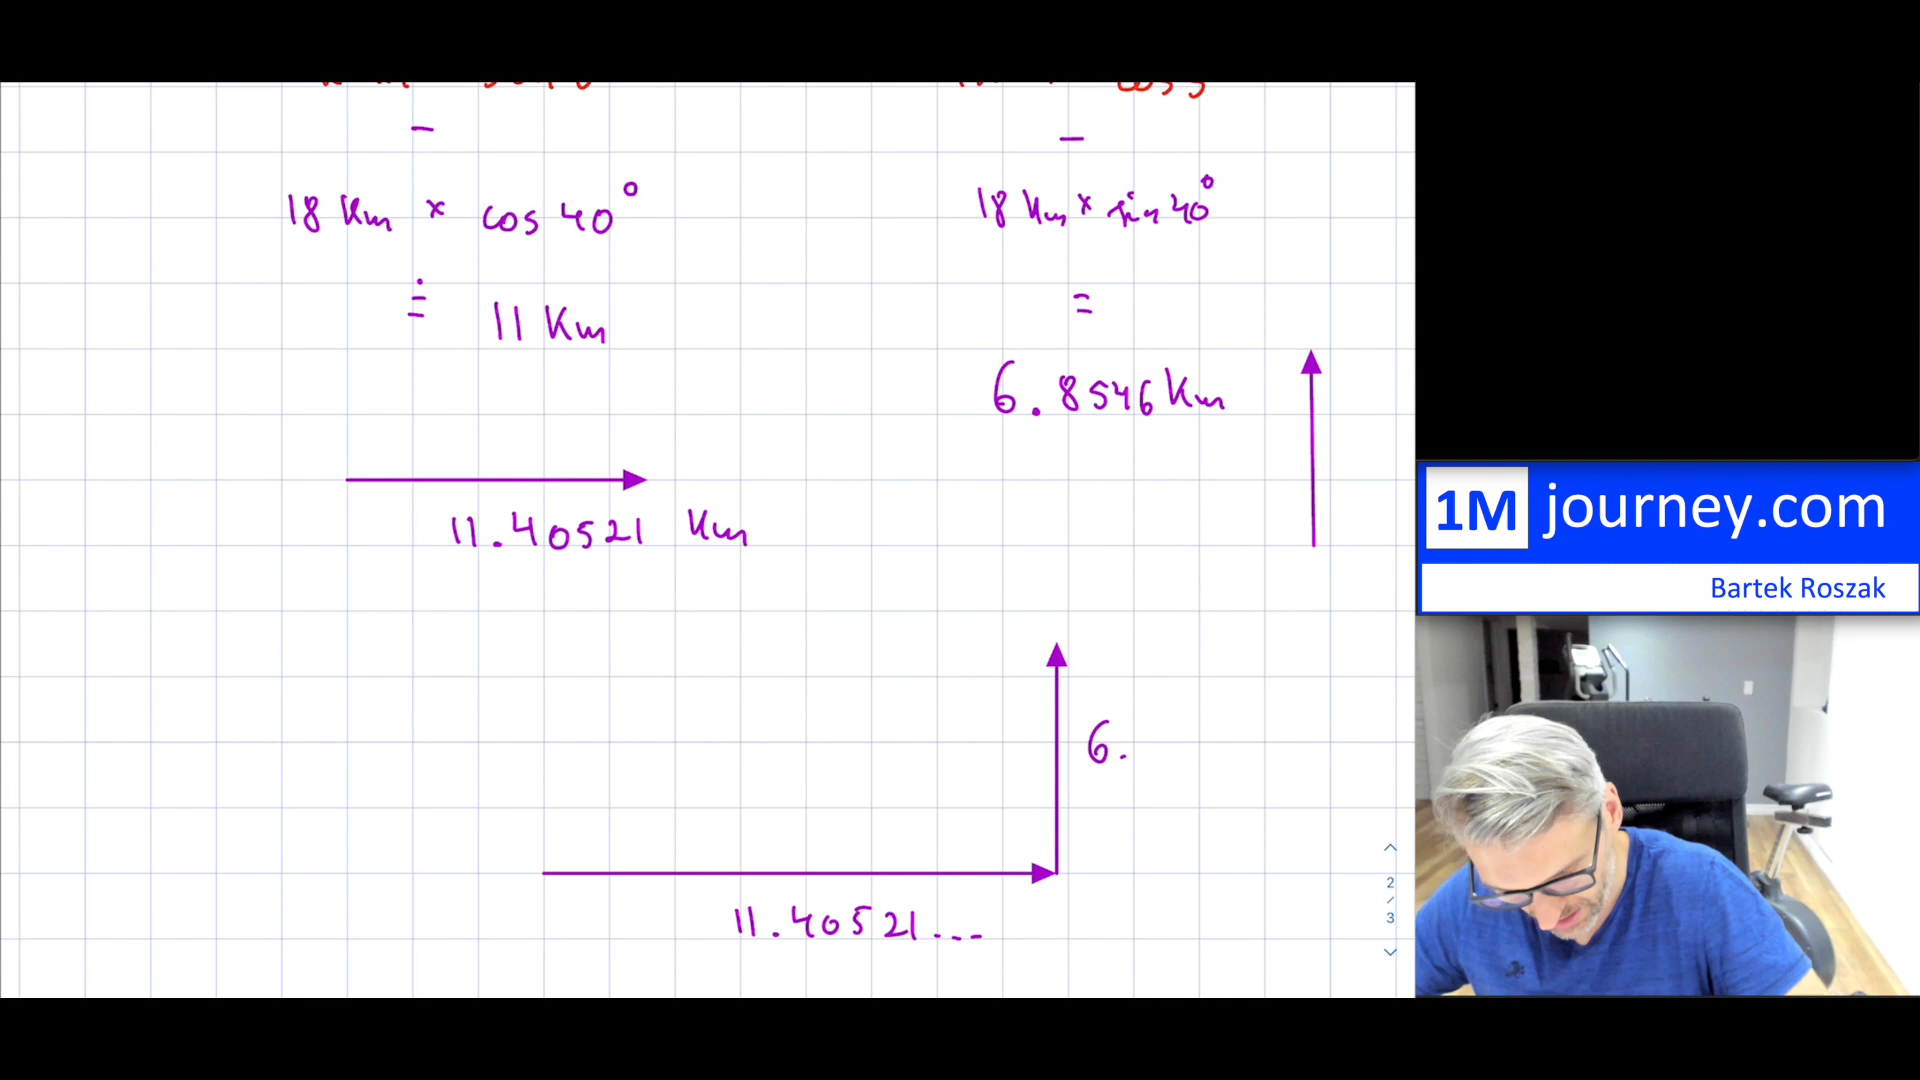 18 Km × cos 40°
≐ 11 Km
11.40521 Km
18 Km × sin 40°
=
6.8546 Km
6.
11.40521...
1M journey.com
Bartek Roszak
2
/
3